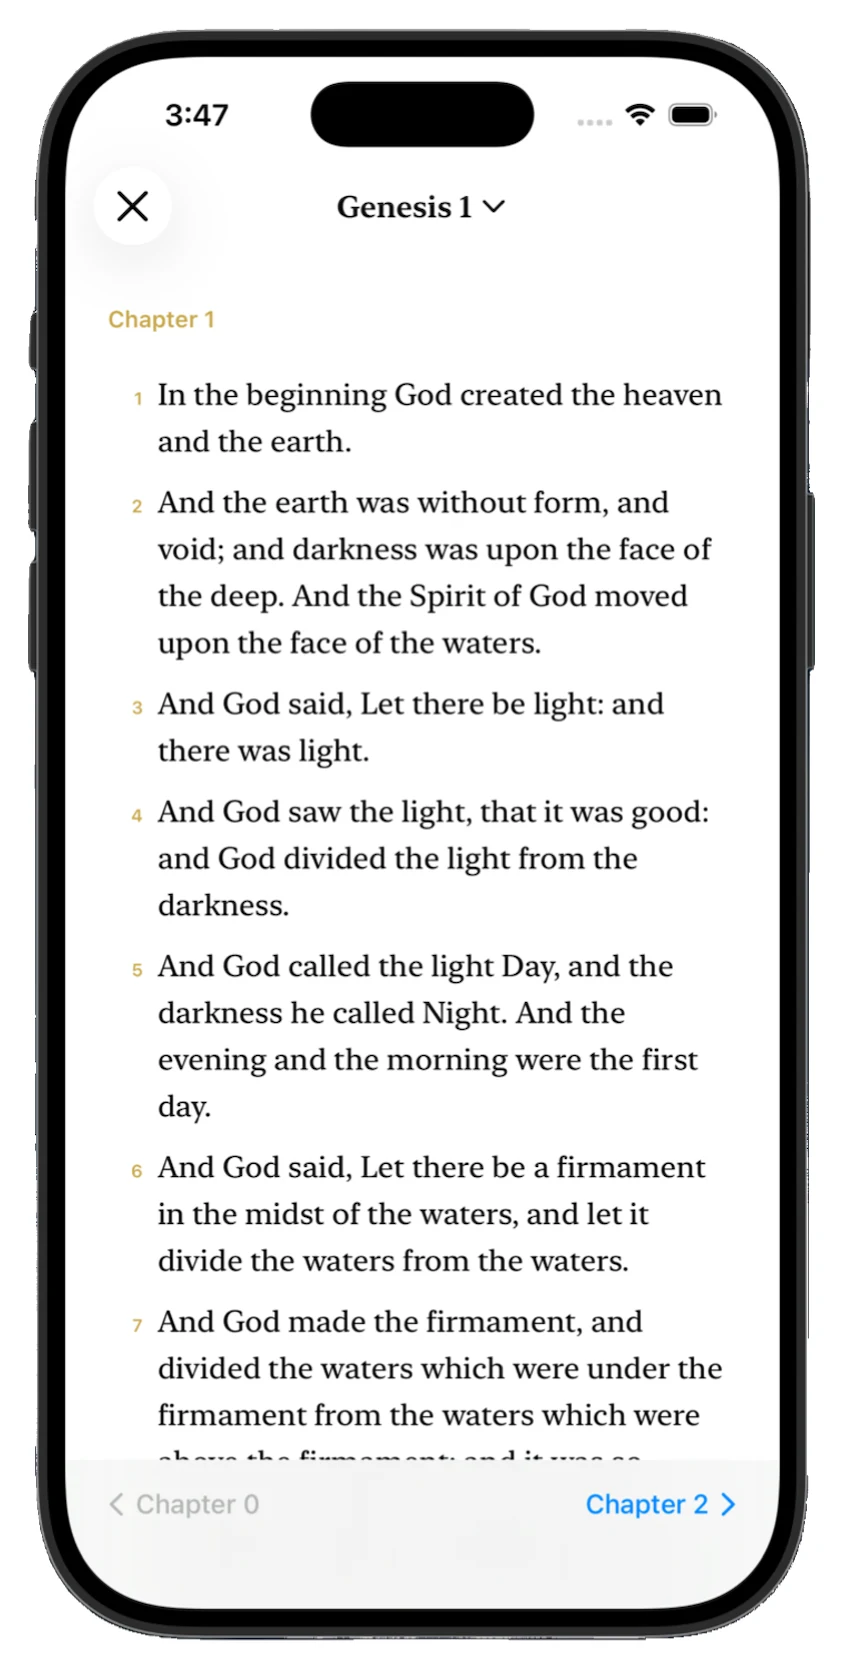 3:47
Genesis 1
Chapter 1
1 In the beginning God created the heaven
and the earth.
2 And the earth was without form, and
void; and darkness was upon the face of
the deep. And the Spirit of God moved
upon the face of the waters.
3 And God said, Let there be light: and
there was light.
4 And God saw the light, that it was good:
and God divided the light from the
darkness.
5 And God called the light Day, and the
darkness he called Night. And the
evening and the morning were the first
day.
6 And God said, Let there be a firmament
in the midst of the waters, and let it
divide the waters from the waters.
7 And God made the firmament, and
divided the waters which were under the
firmament from the waters which were
above the firmament: and it was so.
Chapter 0
Chapter 2